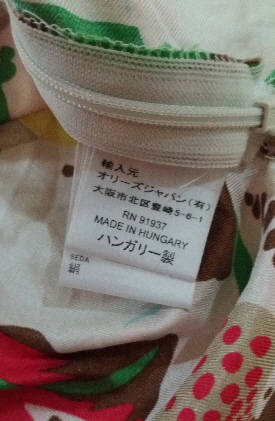 輸入元
オリーズジャパン(有)
大阪市北区豊崎5-6-1
RN 91937
MADE IN HUNGARY
ハンガリー製
SEDA
絹